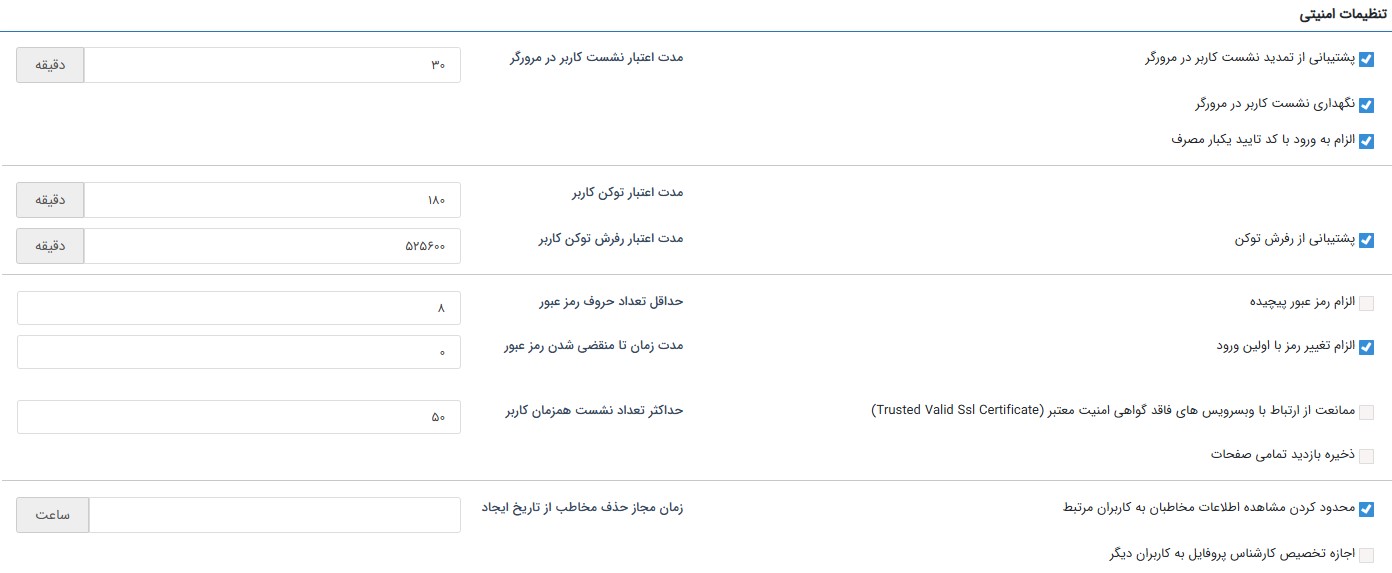 تنظیمات امنیتی
پشتیبانی از تمدید نشست کاربر در مرورگر
مدت اعتبار نشست کاربر در مرورگر
۳۰
دقیقه
نگهداری نشست کاربر در مرورگر
الزام به ورود با کد تایید یکبار مصرف
مدت اعتبار توکن کاربر
۱۸۰
دقیقه
پشتیبانی از رفرش توکن
مدت اعتبار رفرش توکن کاربر
۵۲۵۶۰۰
دقیقه
الزام رمز عبور پیچیده
حداقل تعداد حروف رمز عبور
۸
الزام تغییر رمز با اولین ورود
مدت زمان تا منقضی شدن رمز عبور
۰
ممانعت از ارتباط با وبسرویس های فاقد گواهی امنیت معتبر (Trusted Valid Ssl Certificate)
حداکثر تعداد نشست همزمان کاربر
۵۰
ذخیره بازدید تمامی صفحات
محدود کردن مشاهده اطلاعات مخاطبان به کاربران مرتبط
زمان مجاز حذف مخاطب از تاریخ ایجاد
ساعت
اجازه تخصیص کارشناس پروفایل به کاربران دیگر